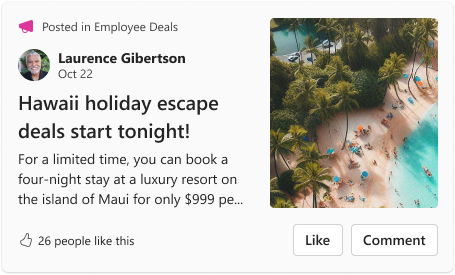 Posted in Employee Deals
Laurence Gibertson
Oct 22
Hawaii holiday escape
deals start tonight!
For a limited time, you can book a
four-night stay at a luxury resort on
the island of Maui for only $999 pe...
26 people like this
Like
Comment